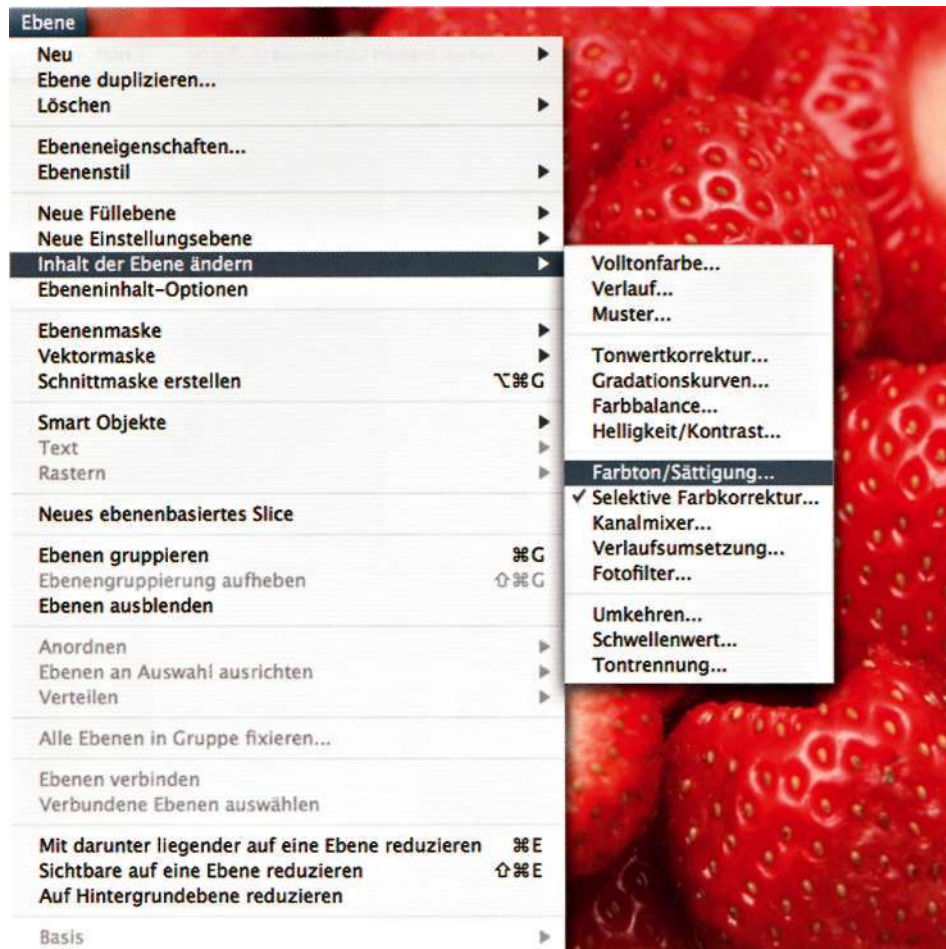 Ebene
Neu
Ebene duplizieren...
Löschen
Ebeneneigenschaften...
Ebenenstil
Neue Füllebene
Neue Einstellungsebene
Inhalt der Ebene ändern
Ebeneninhalt-Optionen
Ebenenmaske
Vektormaske
Schnittmaske erstellen ⌥⌘G
Smart Objekte
Text
Rastern
Neues ebenenbasiertes Slice
Ebenen gruppieren ⌘G
Ebenengruppierung aufheben ⇧⌘G
Ebenen ausblenden
Anordnen
Ebenen an Auswahl ausrichten
Verteilen
Alle Ebenen in Gruppe fixieren...
Ebenen verbinden
Verbundene Ebenen auswählen
Mit darunter liegender auf eine Ebene reduzieren ⌘E
Sichtbare auf eine Ebene reduzieren ⇧⌘E
Auf Hintergrundebene reduzieren
Basis
Volltonfarbe...
Verlauf...
Muster...
Tonwertkorrektur...
Gradationskurven...
Farbbalance...
Helligkeit/Kontrast...
Farbton/Sättigung...
✓ Selektive Farbkorrektur...
Kanalmixer...
Verlaufsumsetzung...
Fotofilter...
Umkehren...
Schwellenwert...
Tontrennung...